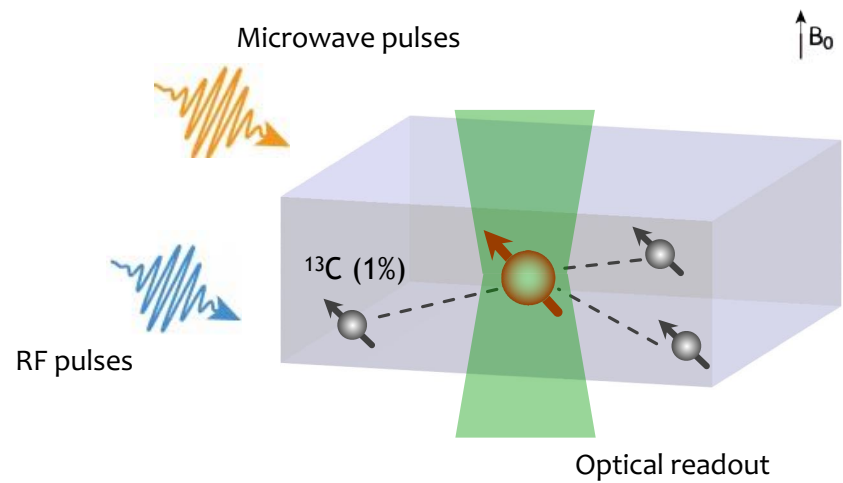 Microwave pulses
B₀
¹³C (1%)
RF pulses
Optical readout